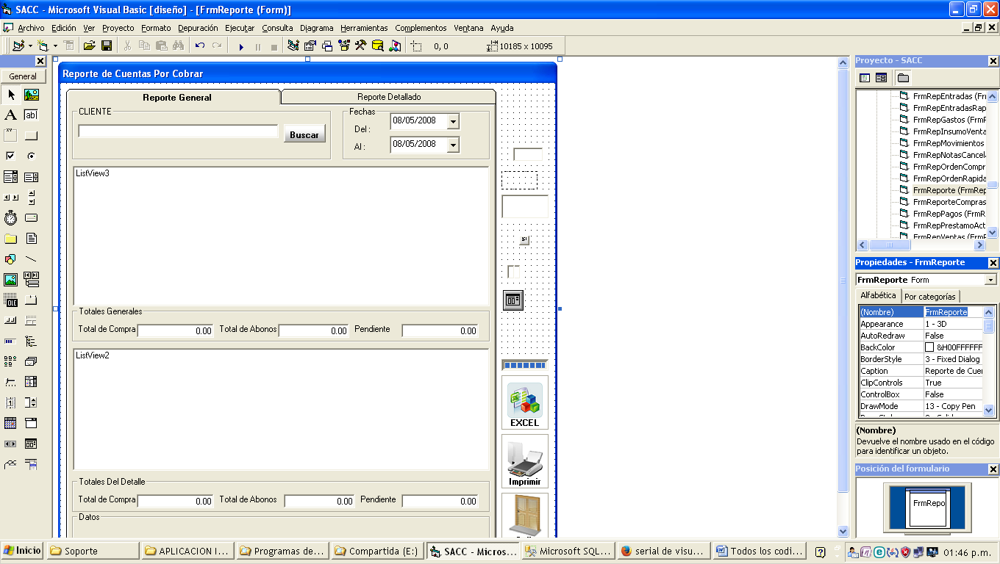 SACC - Microsoft Visual Basic [diseño] - [FrmReporte (Form)]
Archivo Edición Ver Proyecto Formato Depuración Ejecutar Consulta Diagrama Herramientas Complementos Ventana Ayuda
0, 0 10185 x 10095
General
Reporte de Cuentas Por Cobrar
Reporte General Reporte Detallado
CLIENTE
Buscar
Fechas
Del :
08/05/2008
Al :
08/05/2008
ListView3
Totales Generales
Total de Compra 0.00 Total de Abonos 0.00 Pendiente 0.00
ListView2
Totales Del Detalle
Total de Compra 0.00 Total de Abonos 0.00 Pendiente 0.00
Datos
EXCEL
Imprimir
Proyecto - SACC
FrmRepEntradas (Fr
FrmRepEntradasRap
FrmRepGastos (FrmF
FrmRepInsumoVenta
FrmRepMovimientos
FrmRepNotasCancela
FrmRepOrdenCompr
FrmRepOrdenRapida
FrmReporte (FrmRep
FrmReporteCompras
FrmRepPagos (FrmR
FrmRepPrestamoAct
FrmRepVentas (FrmF
Propiedades - FrmReporte
FrmReporte Form
Alfabética Por categorías
(Nombre) FrmReporte
Appearance 1 - 3D
AutoRedraw False
BackColor &H00FFFFFF
BorderStyle 3 - Fixed Dialog
Caption Reporte de Cuen
ClipControls True
ControlBox False
DrawMode 13 - Copy Pen
(Nombre)
Devuelve el nombre usado en el código
para identificar un objeto.
Posición del formulario
FrmRepo
Inicio Soporte APLICACION I... Programas de... Compartida (E:) SACC - Micros... Microsoft SQL... serial de visu... Todos los codi... 01:46 p.m.